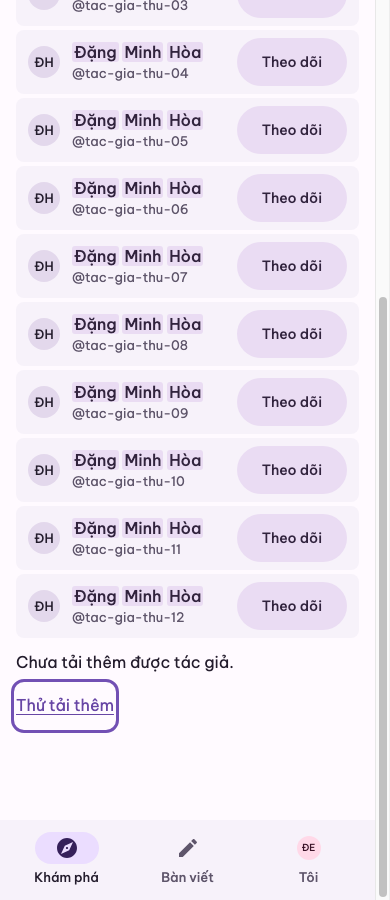 @tac-gia-thu-03
ĐH
Đặng Minh Hòa
@tac-gia-thu-04
Theo dõi
ĐH
Đặng Minh Hòa
@tac-gia-thu-05
Theo dõi
ĐH
Đặng Minh Hòa
@tac-gia-thu-06
Theo dõi
ĐH
Đặng Minh Hòa
@tac-gia-thu-07
Theo dõi
ĐH
Đặng Minh Hòa
@tac-gia-thu-08
Theo dõi
ĐH
Đặng Minh Hòa
@tac-gia-thu-09
Theo dõi
ĐH
Đặng Minh Hòa
@tac-gia-thu-10
Theo dõi
ĐH
Đặng Minh Hòa
@tac-gia-thu-11
Theo dõi
ĐH
Đặng Minh Hòa
@tac-gia-thu-12
Theo dõi
Chưa tải thêm được tác giả.
Thử tải thêm
Khám phá
Bàn viết
ĐE
Tôi